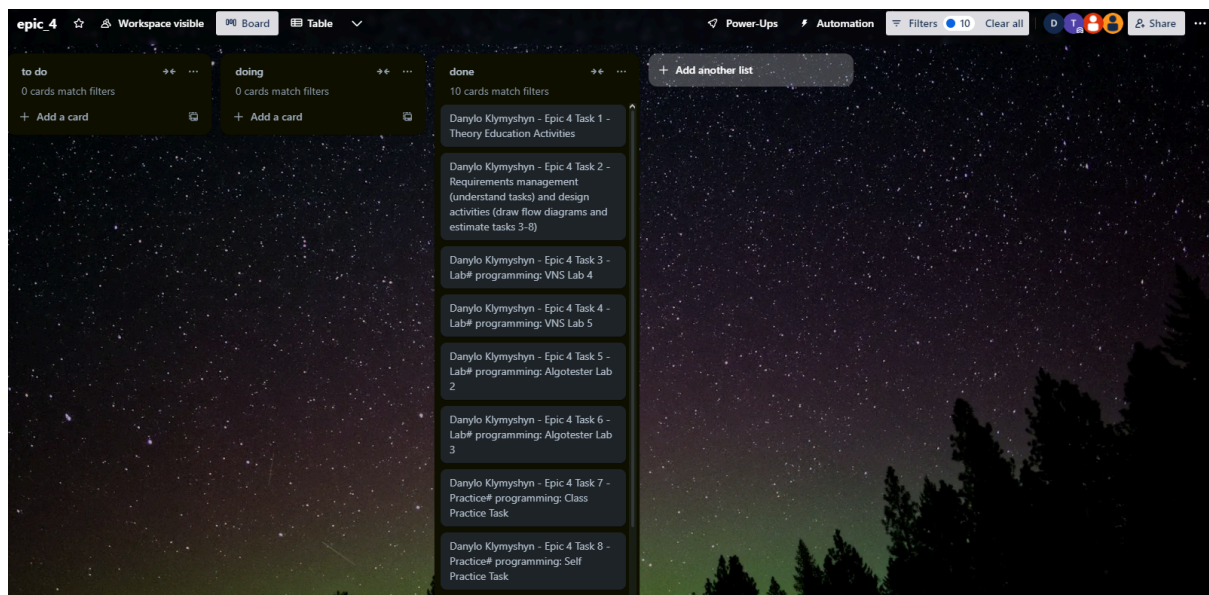 epic_4 Workspace visible Board Table Power-Ups Automation Filters 10 Clear all D T Share
to do
0 cards match filters
+ Add a card
doing
0 cards match filters
+ Add a card
done
10 cards match filters
Danylo Klymyshyn - Epic 4 Task 1 -
Theory Education Activities
Danylo Klymyshyn - Epic 4 Task 2 -
Requirements management
(understand tasks) and design
activities (draw flow diagrams and
estimate tasks 3-8)
Danylo Klymyshyn - Epic 4 Task 3 -
Lab# programming: VNS Lab 4
Danylo Klymyshyn - Epic 4 Task 4 -
Lab# programming: VNS Lab 5
Danylo Klymyshyn - Epic 4 Task 5 -
Lab# programming: Algotester Lab
2
Danylo Klymyshyn - Epic 4 Task 6 -
Lab# programming: Algotester Lab
3
Danylo Klymyshyn - Epic 4 Task 7 -
Practice# programming: Class
Practice Task
Danylo Klymyshyn - Epic 4 Task 8 -
Practice# programming: Self
Practice Task
+ Add another list